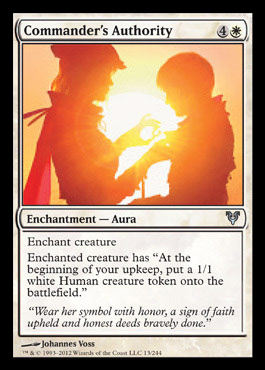 Commander's Authority 4
Enchantment — Aura
Enchant creature
Enchanted creature has "At the
beginning of your upkeep, put a 1/1
white Human creature token onto the
battlefield."
"Wear her symbol with honor, a sign of faith
upheld and honest deeds bravely done."
Johannes Voss
™ & © 1993–2012 Wizards of the Coast LLC 13/244